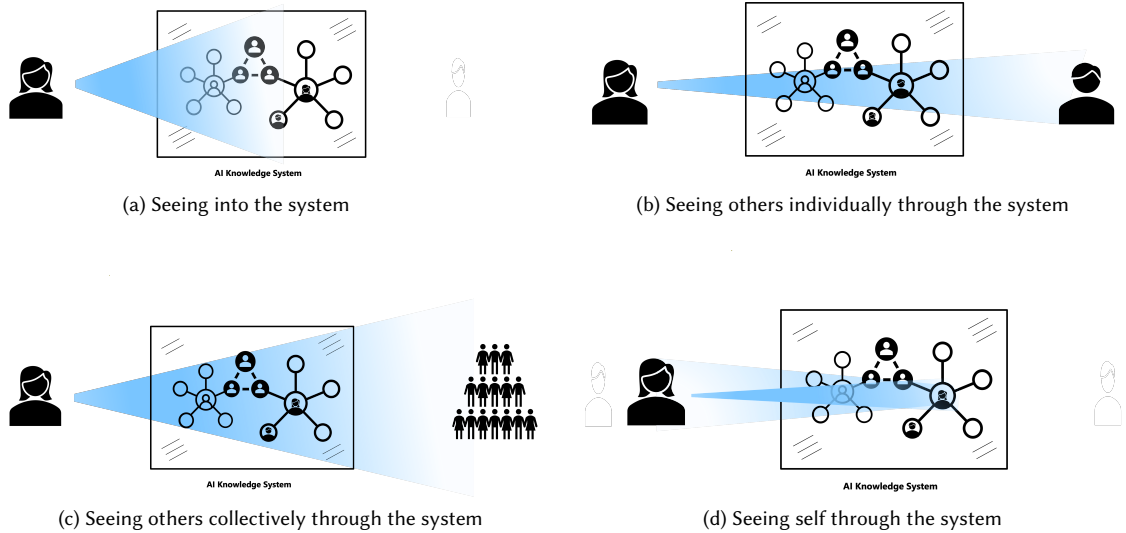 AI Knowledge System
(a) Seeing into the system
AI Knowledge System
(b) Seeing others individually through the system
AI Knowledge System
(c) Seeing others collectively through the system
AI Knowledge System
(d) Seeing self through the system